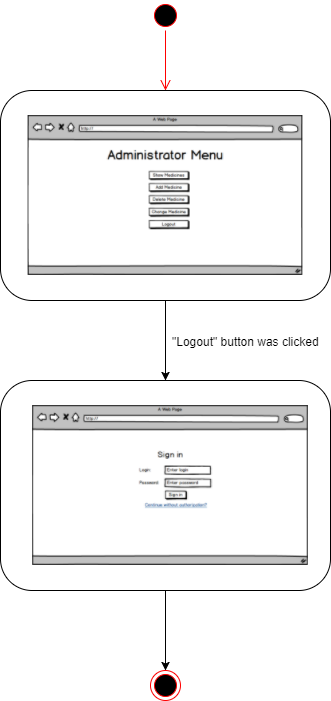 A Web Page
http://
Administrator Menu
Show Medicines
Add Medicine
Delete Medicine
Change Medicine
Logout
"Logout" button was clicked
A Web Page
http://
Sign in
Login Enter login
Password Enter password
Sign in
Continue without authorization?